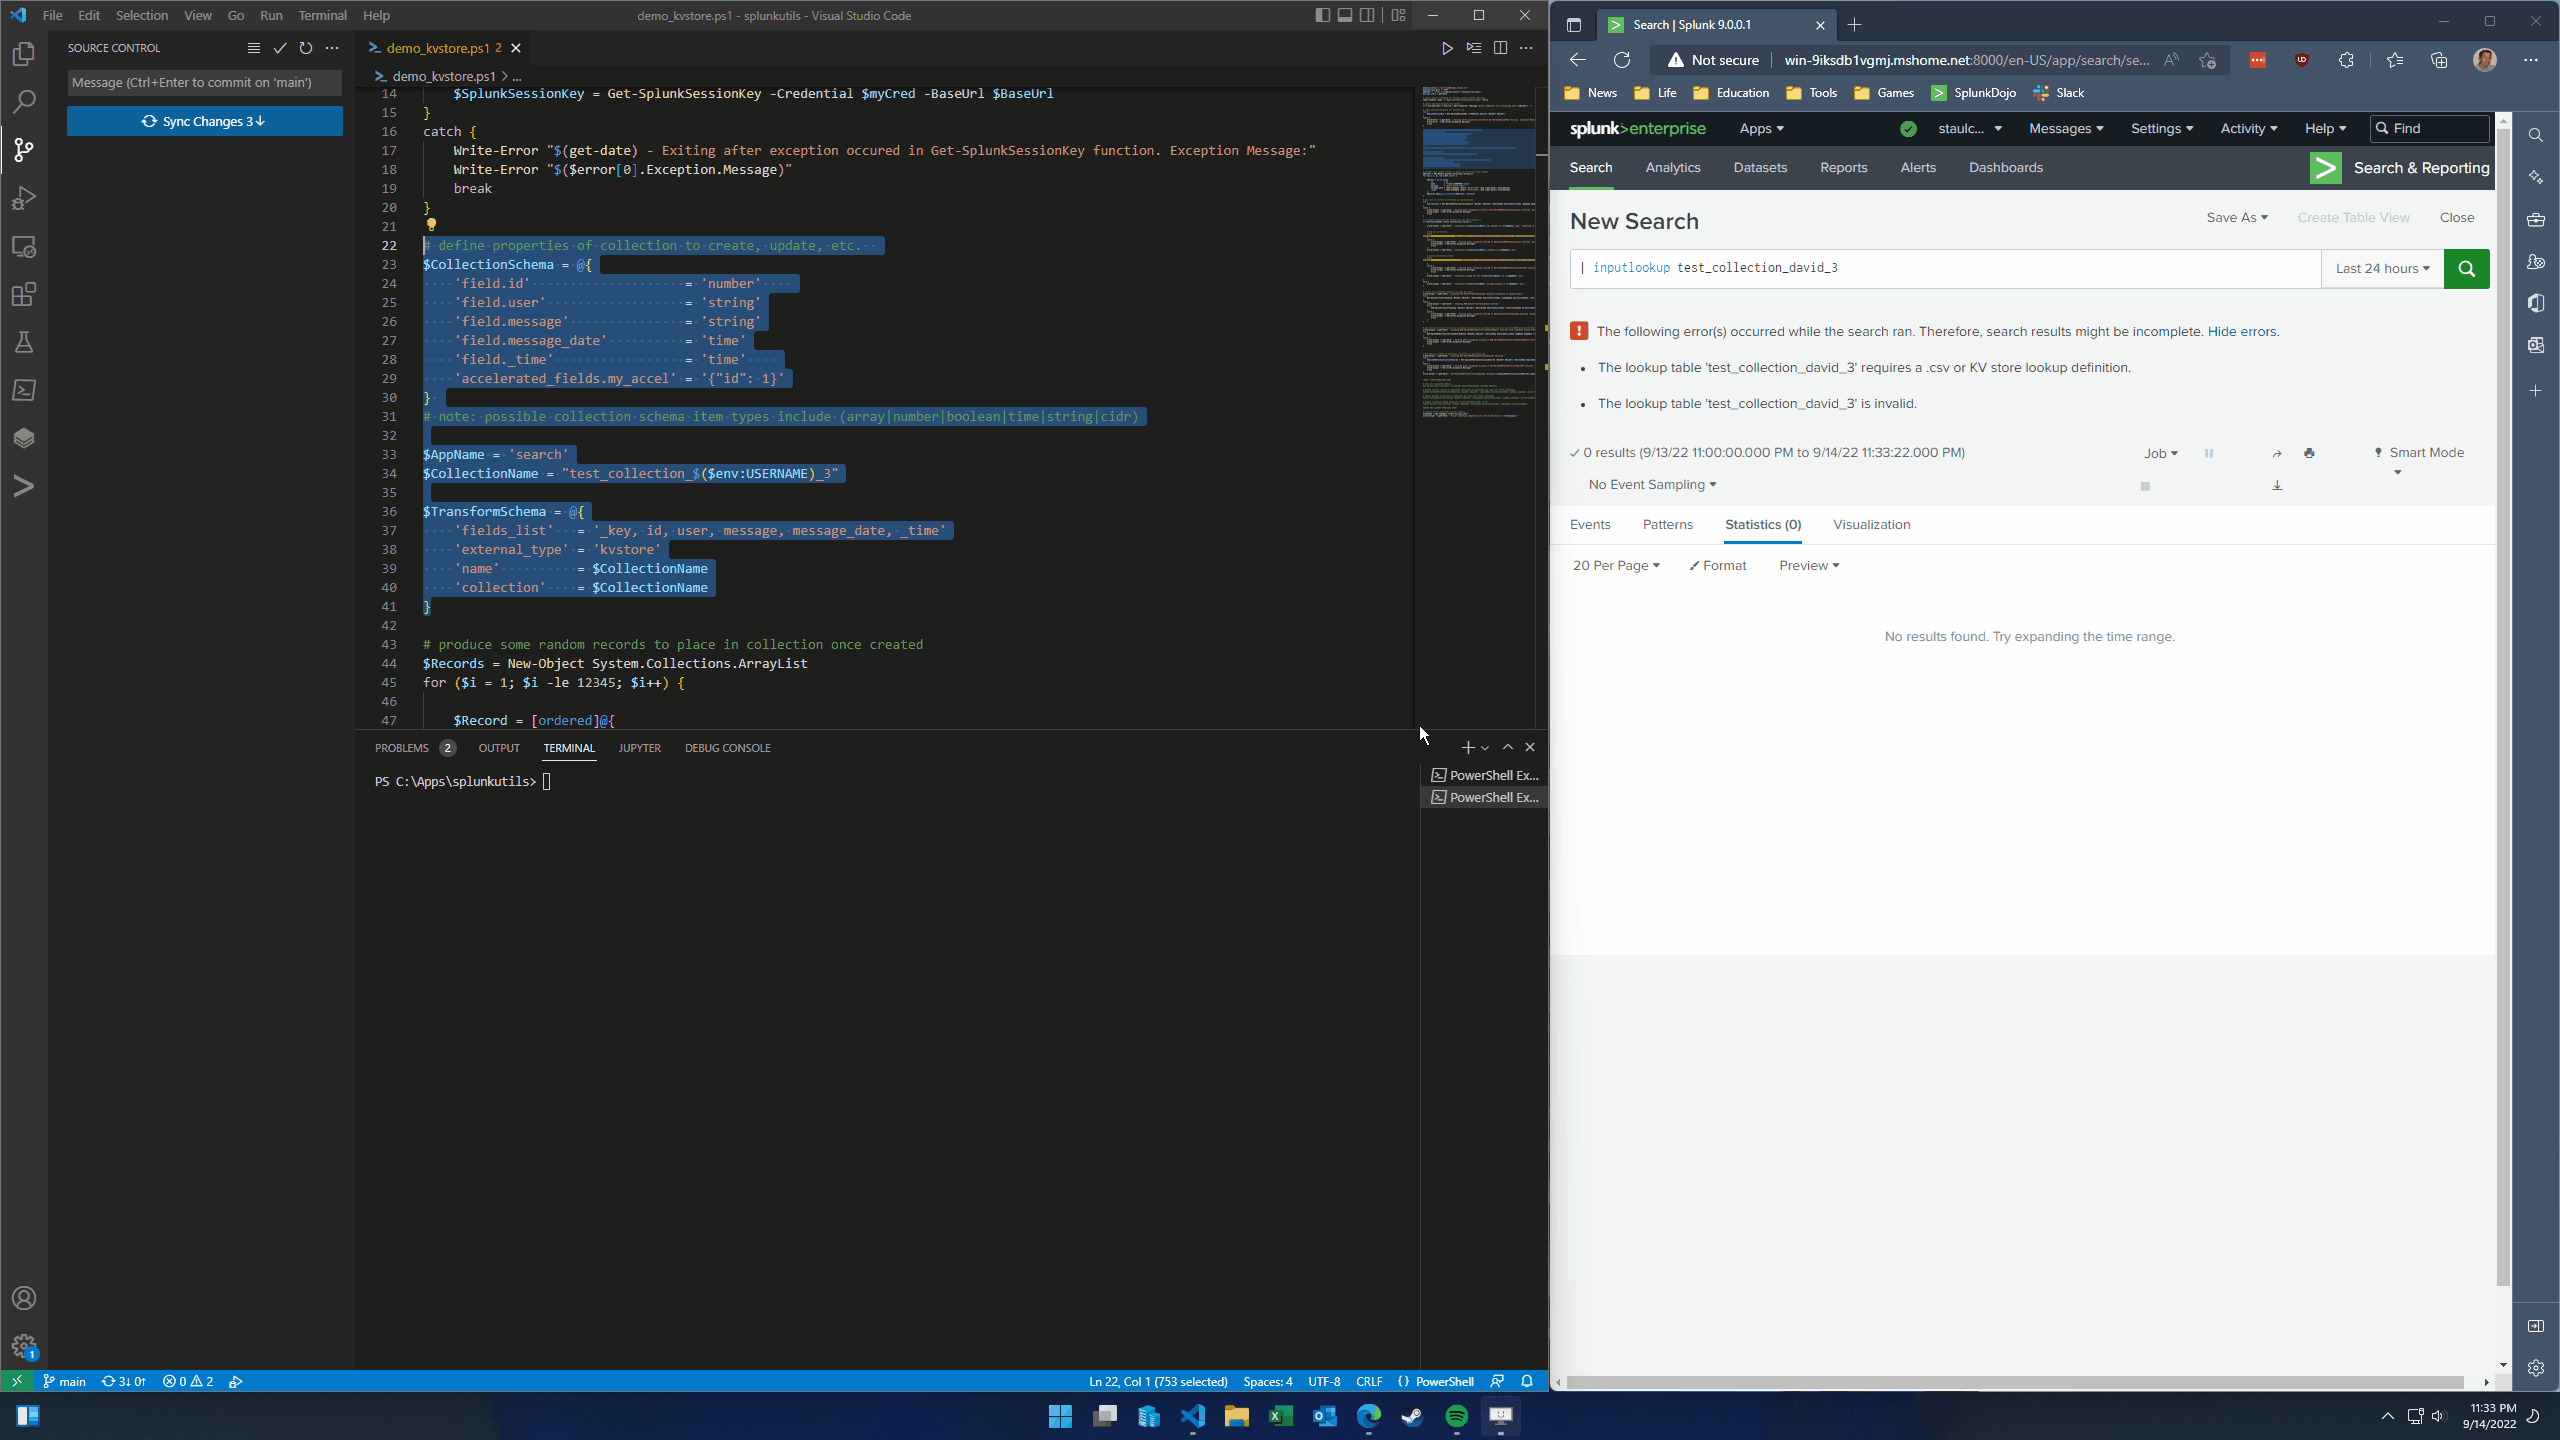 File Edit Selection View Go Run Terminal Help
demo_kvstore.ps1 - splunkutils - Visual Studio Code
SOURCE CONTROL
Message (Ctrl+Enter to commit on 'main')
Sync Changes 3↓
demo_kvstore.ps1 2
demo_kvstore.ps1 > ...
14 $SplunkSessionKey = Get-SplunkSessionKey -Credential $myCred -BaseUrl $BaseUrl
15 }
16 catch {
17 Write-Error "$(get-date) - Exiting after exception occured in Get-SplunkSessionKey function. Exception Message:"
18 Write-Error "$($error[0].Exception.Message)"
19 break
20 }
21
22 # define properties of collection to create, update, etc.
23 $CollectionSchema = @{
24 'field.id' = 'number'
25 'field.user' = 'string'
26 'field.message' = 'string'
27 'field.message_date' = 'time'
28 'field._time' = 'time'
29 'accelerated_fields.my_accel' = '{"id": 1}'
30 }
31 # note: possible collection schema item types include (array|number|boolean|time|string|cidr)
32
33 $AppName = 'search'
34 $CollectionName = "test_collection_$($env:USERNAME)_3"
35
36 $TransformSchema = @{
37 'fields_list' = '_key, id, user, message, message_date, _time'
38 'external_type' = 'kvstore'
39 'name' = $CollectionName
40 'collection' = $CollectionName
41 }
42
43 # produce some random records to place in collection once created
44 $Records = New-Object System.Collections.ArrayList
45 for ($i = 1; $i -le 12345; $i++) {
46
47 $Record = [ordered]@{
PROBLEMS 2 OUTPUT TERMINAL JUPYTER DEBUG CONSOLE
PS C:\Apps\splunkutils>
PowerShell Ex...
PowerShell Ex...
1
main 3↓ 0↑ 0 2
Ln 22, Col 1 (753 selected) Spaces: 4 UTF-8 CRLF {} PowerShell
Search | Splunk 9.0.0.1
Not secure win-9iksdb1vgmj.mshome.net:8000/en-US/app/search/se...
News Life Education Tools Games SplunkDojo Slack
splunk>enterprise Apps staulc... Messages Settings Activity Help Find
Search Analytics Datasets Reports Alerts Dashboards Search & Reporting
New Search
Save As Create Table View Close
| inputlookup test_collection_david_3
Last 24 hours
The following error(s) occurred while the search ran. Therefore, search results might be incomplete. Hide errors.
• The lookup table 'test_collection_david_3' requires a .csv or KV store lookup definition.
• The lookup table 'test_collection_david_3' is invalid.
✓ 0 results (9/13/22 11:00:00.000 PM to 9/14/22 11:33:22.000 PM)
Job Smart Mode
No Event Sampling
Events Patterns Statistics (0) Visualization
20 Per Page Format Preview
No results found. Try expanding the time range.
11:33 PM
9/14/2022